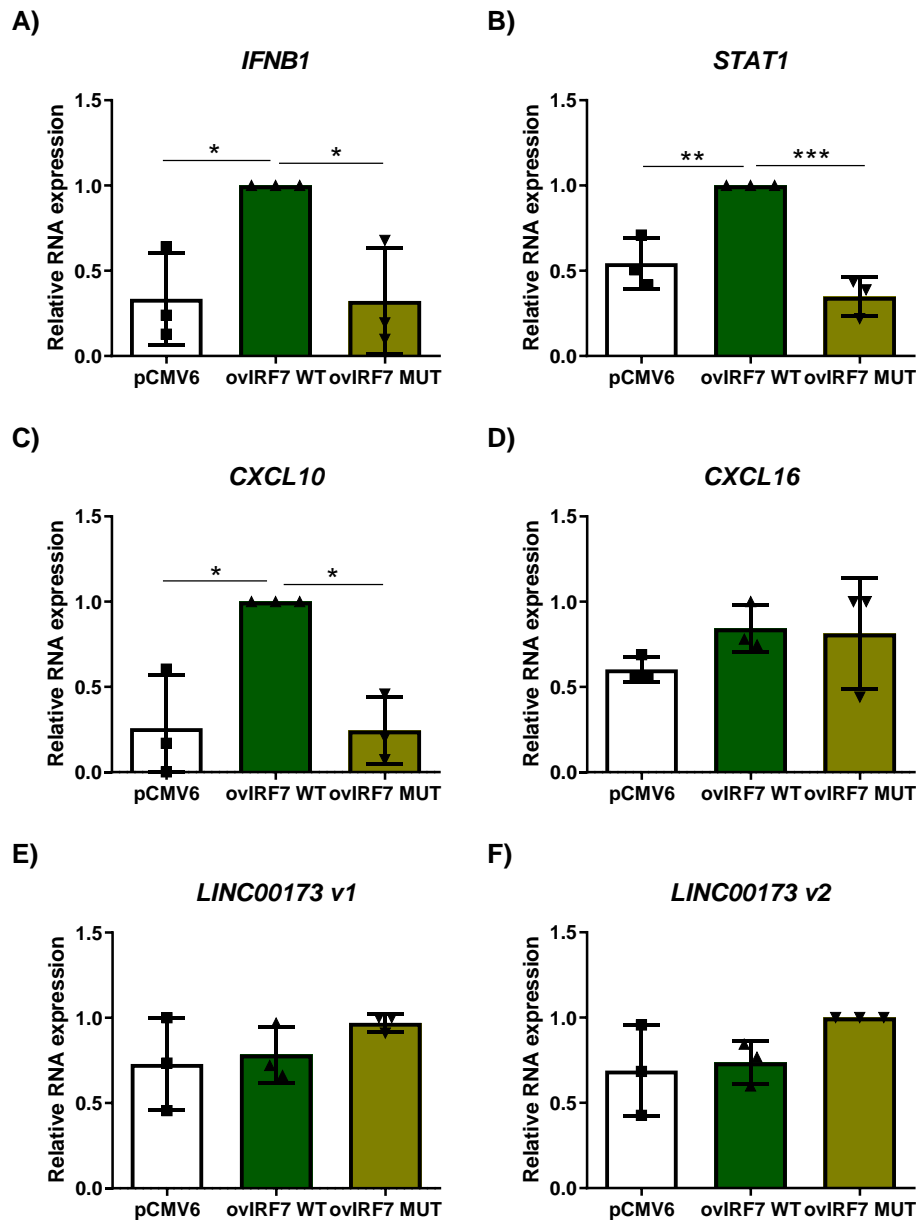 A)
IFNB1
Relative RNA expression
1.5
1.0
0.5
0.0
*
*
pCMV6
ovIRF7 WT
ovIRF7 MUT
B)
STAT1
Relative RNA expression
1.5
1.0
0.5
0.0
**
***
pCMV6
ovIRF7 WT
ovIRF7 MUT
C)
CXCL10
Relative RNA expression
1.5
1.0
0.5
0.0
*
*
pCMV6
ovIRF7 WT
ovIRF7 MUT
D)
CXCL16
Relative RNA expression
1.5
1.0
0.5
0.0
pCMV6
ovIRF7 WT
ovIRF7 MUT
E)
LINC00173 v1
Relative RNA expression
1.5
1.0
0.5
0.0
pCMV6
ovIRF7 WT
ovIRF7 MUT
F)
LINC00173 v2
Relative RNA expression
1.5
1.0
0.5
0.0
pCMV6
ovIRF7 WT
ovIRF7 MUT